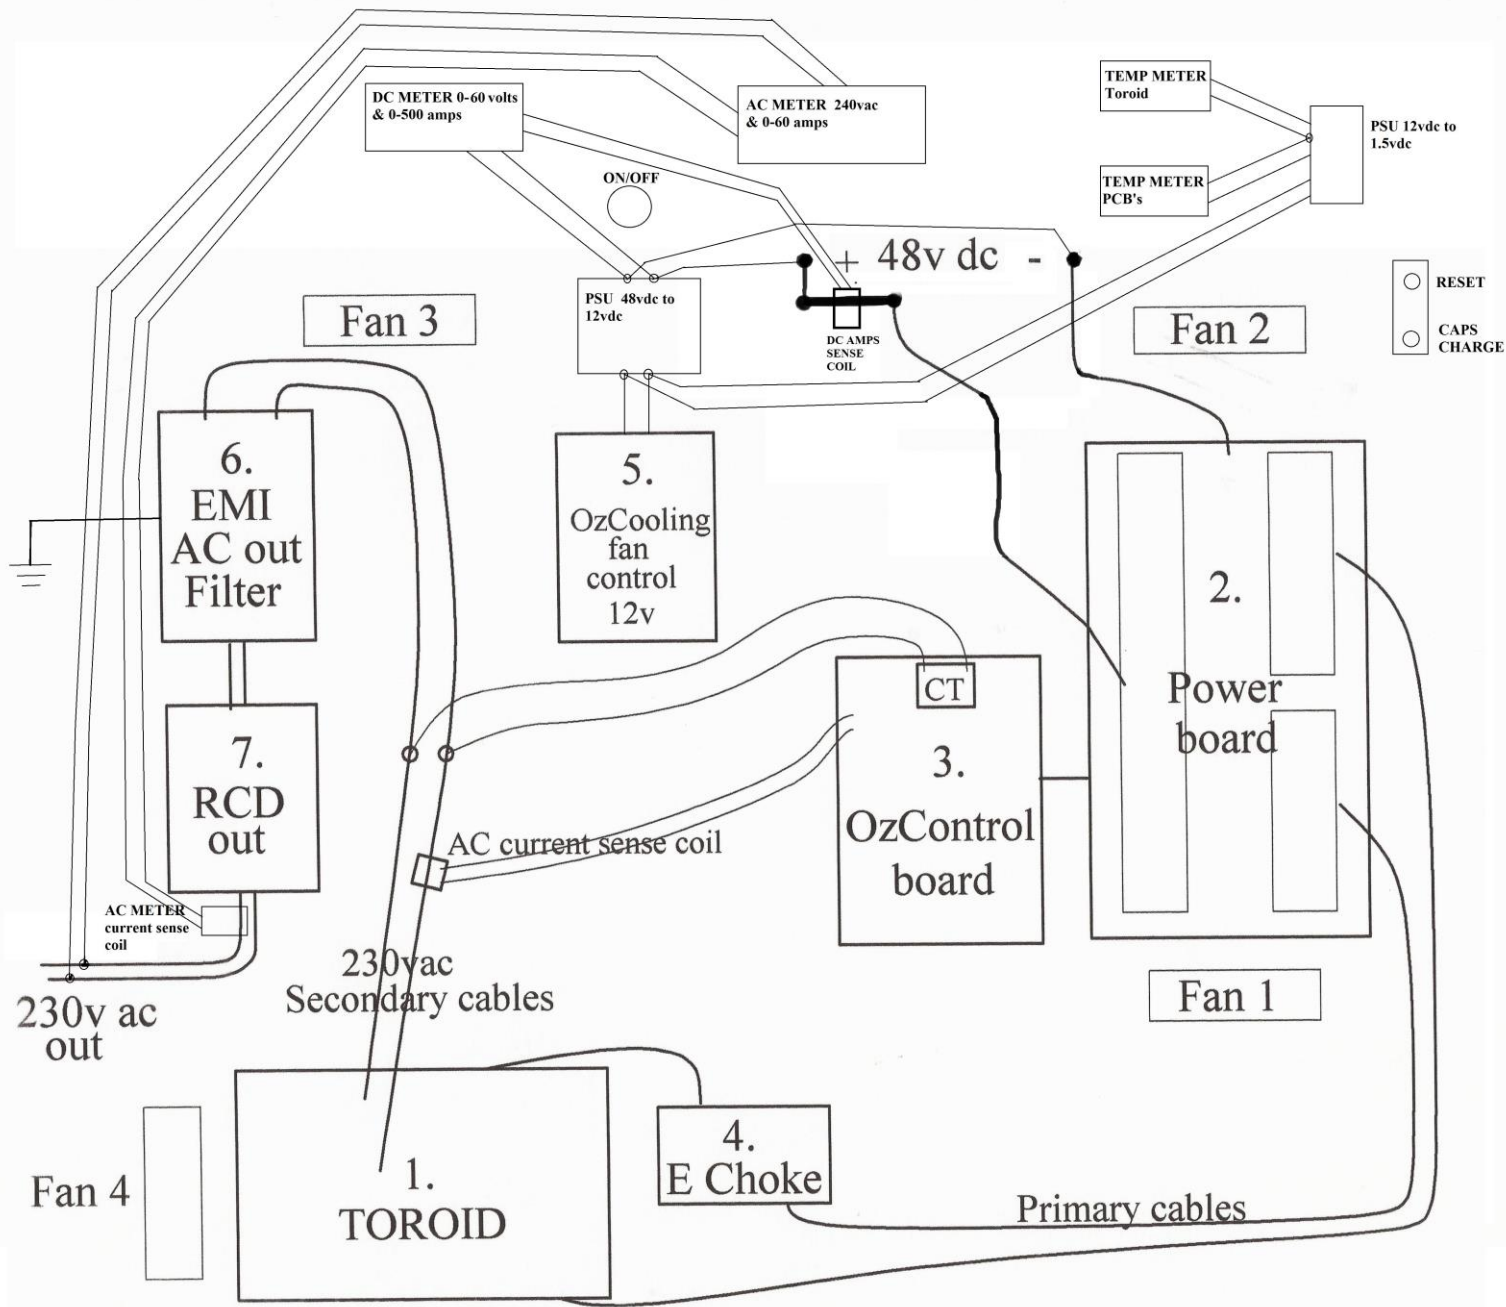 DC METER 0-60 volts
& 0-500 amps
AC METER 240vac
& 0-60 amps
TEMP METER
Toroid
PSU 12vdc to
1.5vdc
TEMP METER
PCB's
ON/OFF
+ 48v dc -
PSU 48vdc to
12vdc
DC AMPS
SENSE
COIL
RESET
CAPS
CHARGE
Fan 3
Fan 2
6.
EMI
AC out
Filter
5.
OzCooling
fan
control
12v
2.
Power
board
CT
3.
OzControl
board
7.
RCD
out
AC current sense coil
AC METER
current sense
coil
230vac
Secondary cables
230v ac
out
Fan 1
4.
E Choke
1.
TOROID
Fan 4
Primary cables